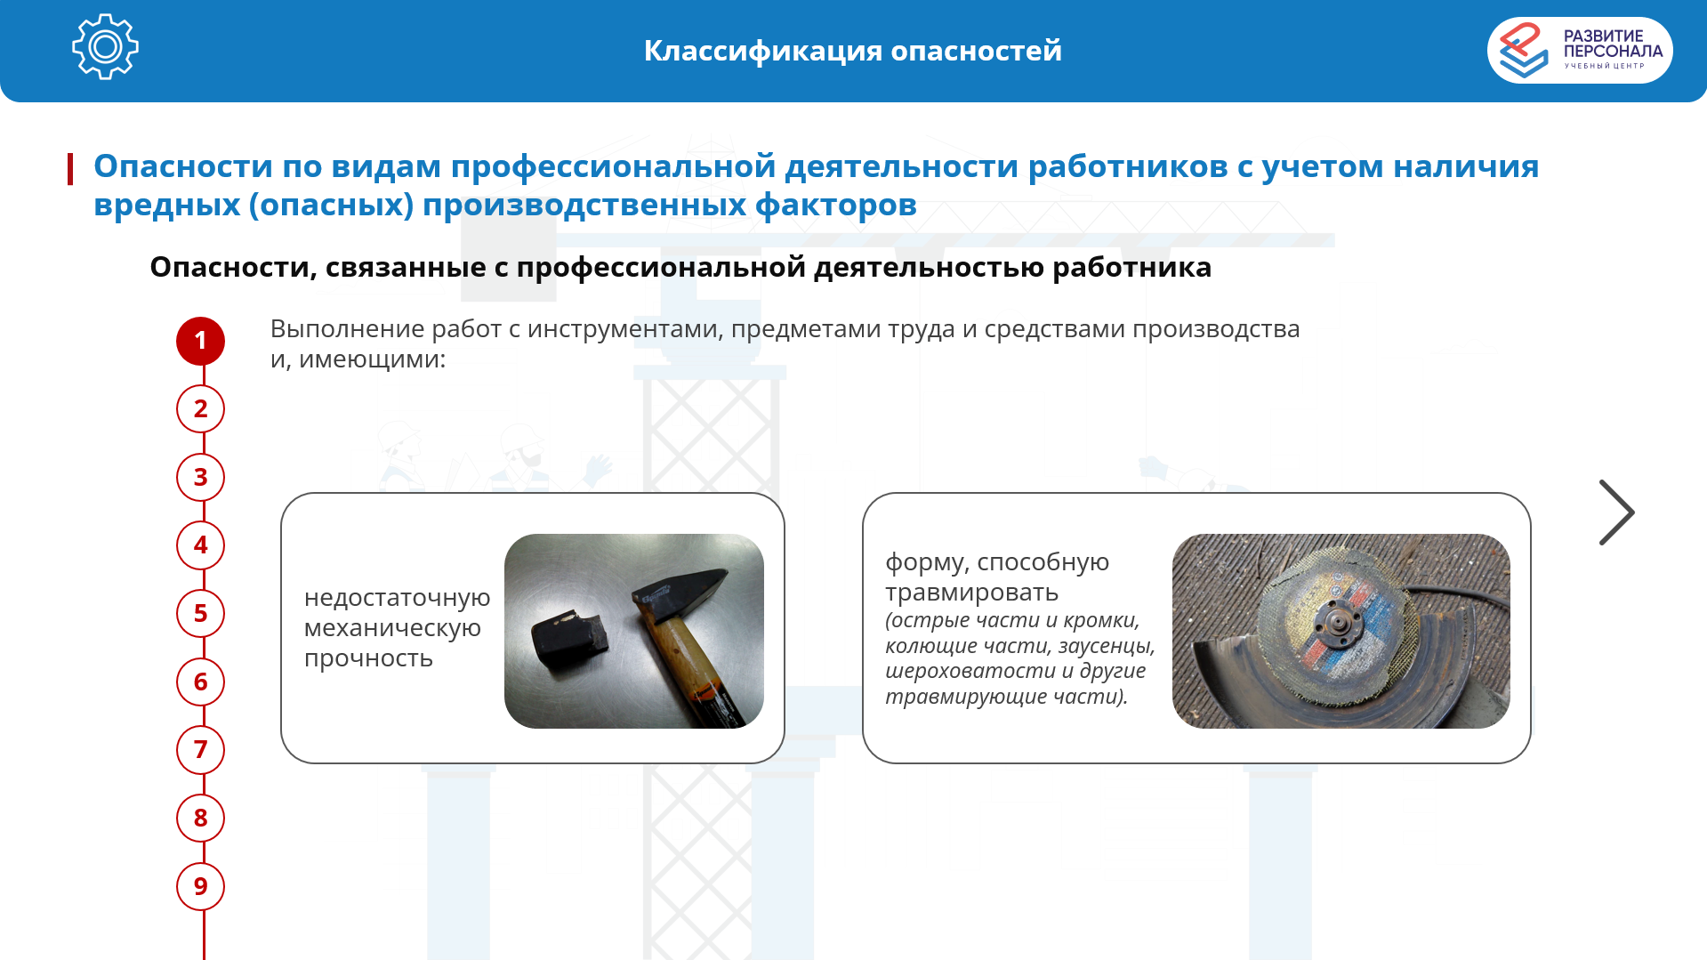 Классификация опасностей
РАЗВИТИЕ
ПЕРСОНАЛА
УЧЕБНЫЙ ЦЕНТР
Опасности по видам профессиональной деятельности работников с учетом наличия
вредных (опасных) производственных факторов
Опасности, связанные с профессиональной деятельностью работника
1
Выполнение работ с инструментами, предметами труда и средствами производства
и, имеющими:
2
3
4
5
6
7
8
9
недостаточную
механическую
прочность
форму, способную
травмировать
(острые части и кромки,
колющие части, заусенцы,
шероховатости и другие
травмирующие части).